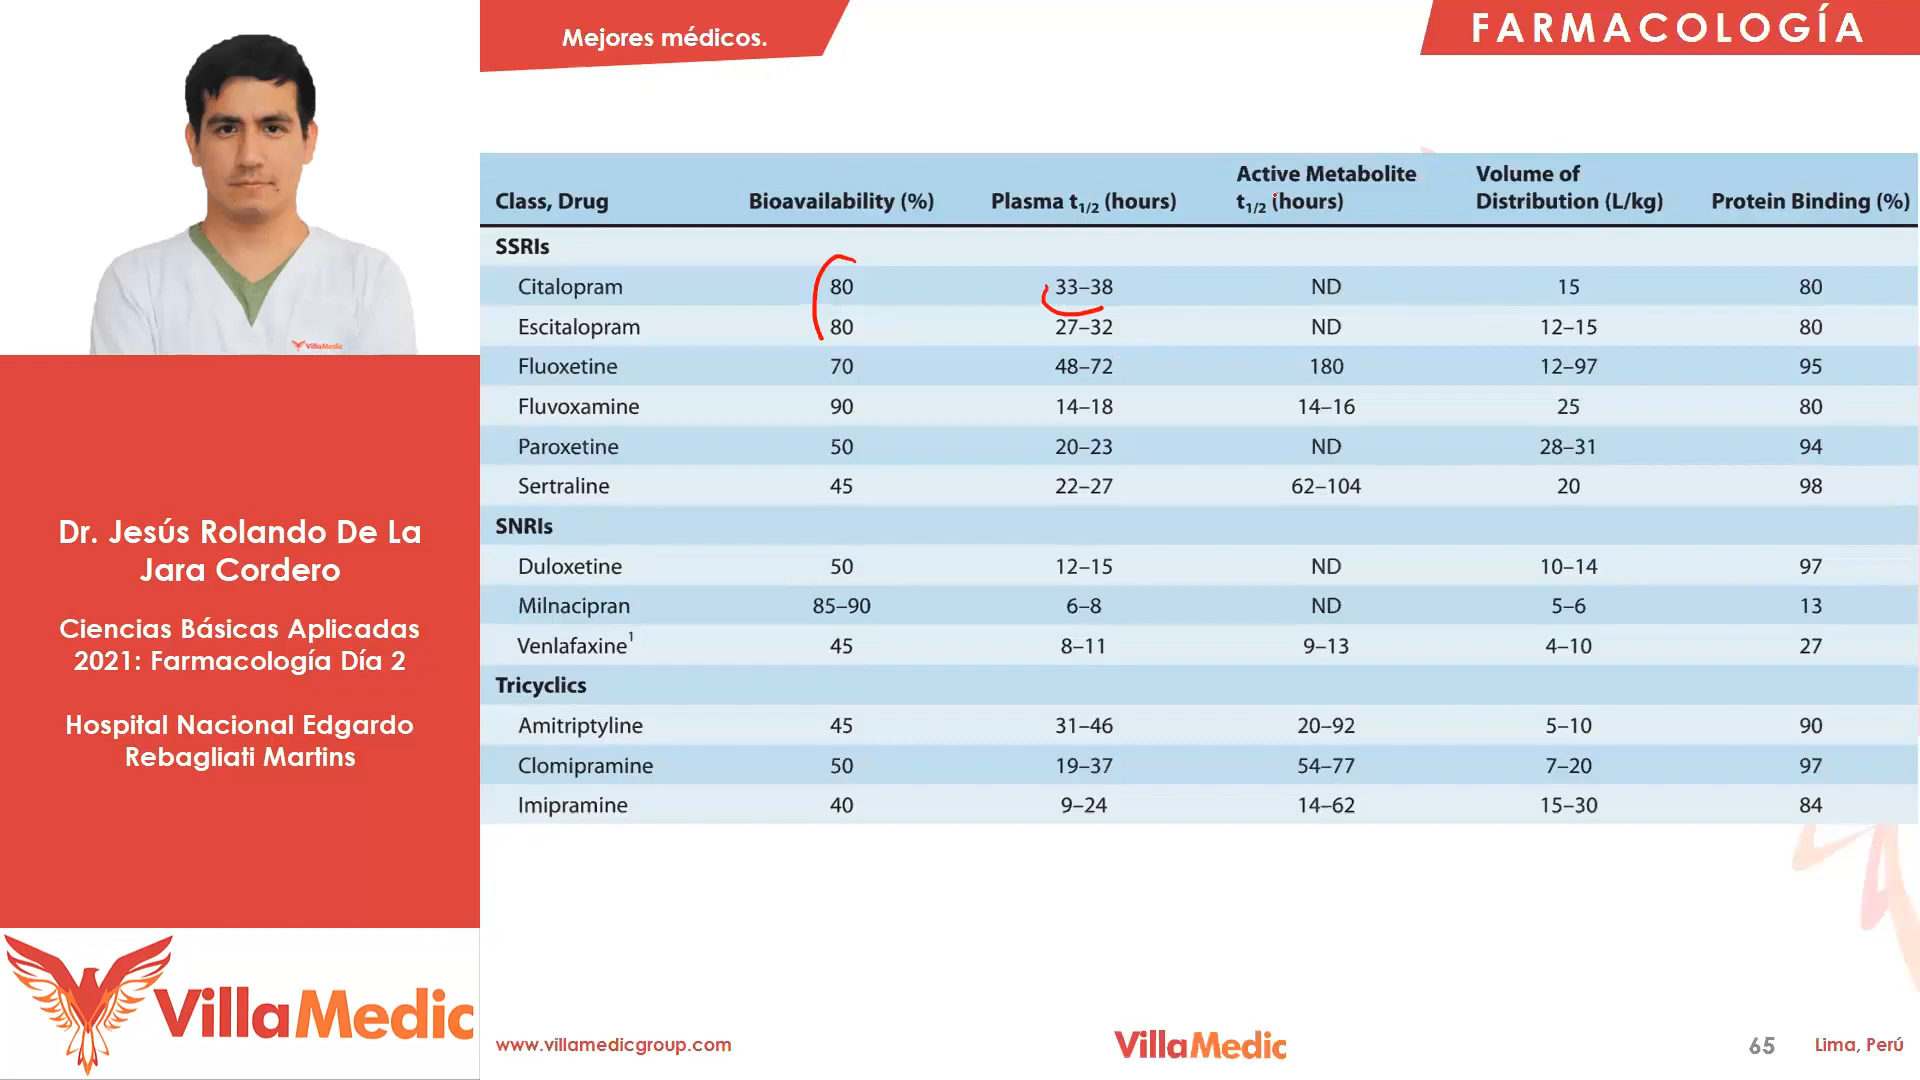 Mejores médicos.
FARMACOLOGÍA
VillaMedic
Dr. Jesús Rolando De La
Jara Cordero
Ciencias Básicas Aplicadas
2021: Farmacología Día 2
Hospital Nacional Edgardo
Rebagliati Martins
VillaMedic
Class, Drug Bioavailability (%) Plasma t1/2 (hours) Active Metabolite t1/2 (hours) Volume of Distribution (L/kg) Protein Binding (%)
SSRIs
Citalopram 80 33–38 ND 15 80
Escitalopram 80 27–32 ND 12–15 80
Fluoxetine 70 48–72 180 12–97 95
Fluvoxamine 90 14–18 14–16 25 80
Paroxetine 50 20–23 ND 28–31 94
Sertraline 45 22–27 62–104 20 98
SNRIs
Duloxetine 50 12–15 ND 10–14 97
Milnacipran 85–90 6–8 ND 5–6 13
Venlafaxine1 45 8–11 9–13 4–10 27
Tricyclics
Amitriptyline 45 31–46 20–92 5–10 90
Clomipramine 50 19–37 54–77 7–20 97
Imipramine 40 9–24 14–62 15–30 84
www.villamedicgroup.com VillaMedic 65 Lima, Perú